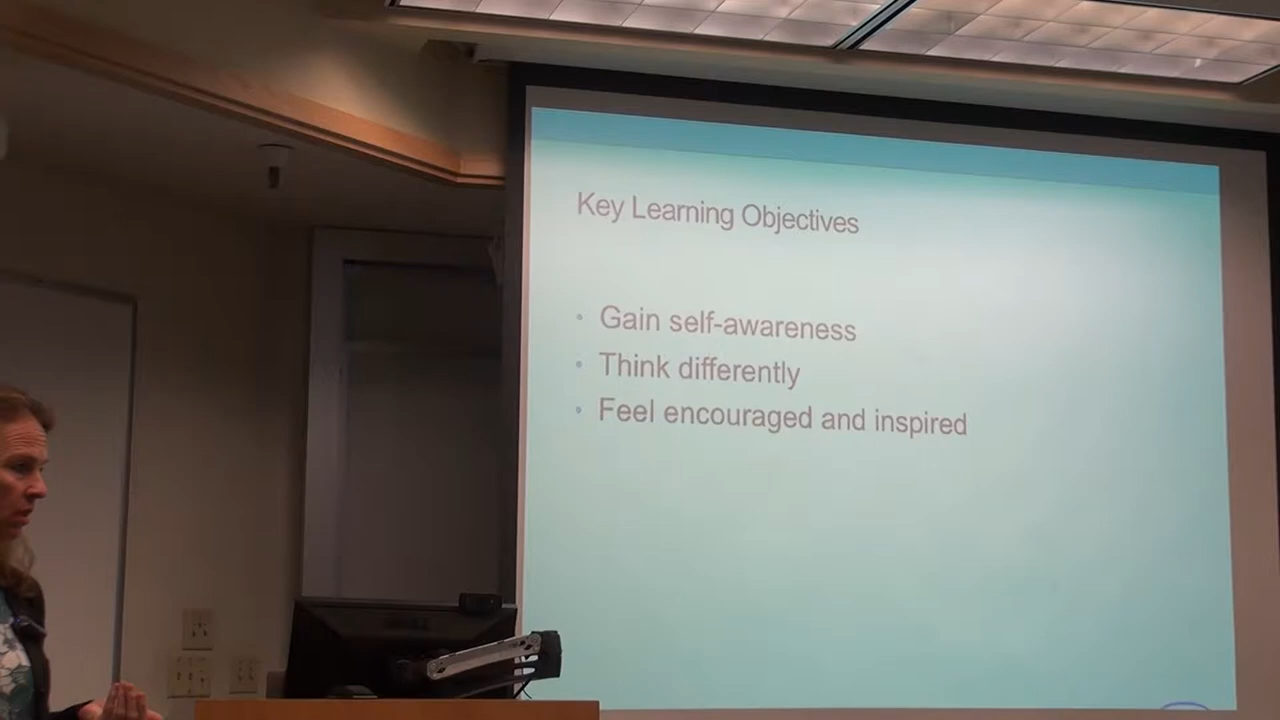 Key Learning Objectives
• Gain self-awareness
• Think differently
• Feel encouraged and inspired